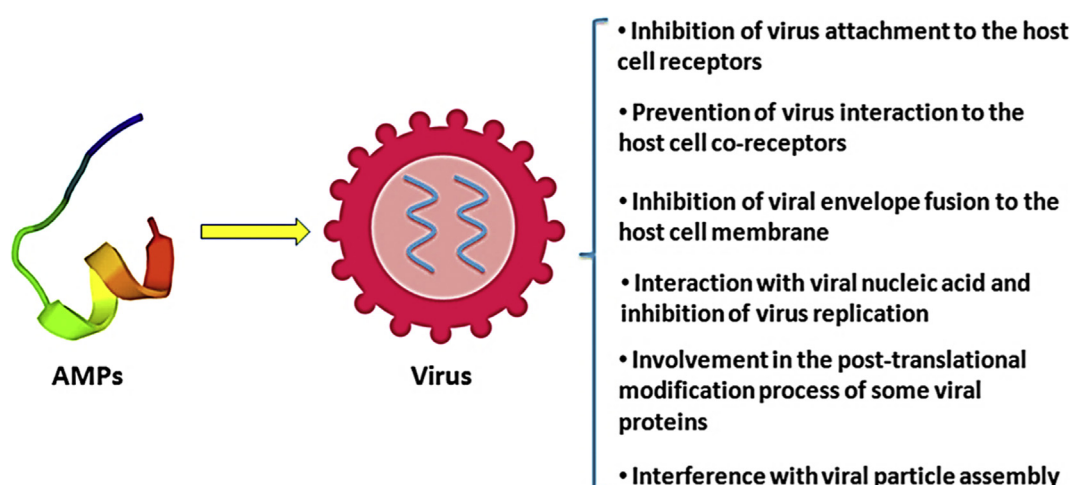 AMPs
Virus
• Inhibition of virus attachment to the host
cell receptors
• Prevention of virus interaction to the
host cell co-receptors
• Inhibition of viral envelope fusion to the
host cell membrane
• Interaction with viral nucleic acid and
inhibition of virus replication
• Involvement in the post-translational
modification process of some viral
proteins
• Interference with viral particle assembly